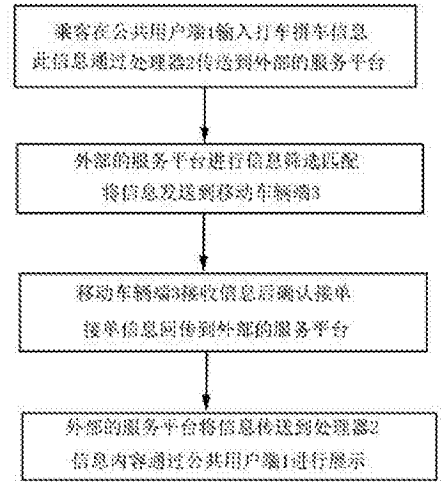 乘客在公共用户端1输入打车拼车信息
此信息通过处理器2传送到外部的服务平台
外部的服务平台进行信息筛选匹配
将信息发送到移动车辆端3
移动车辆端3接收信息后确认接单
接单信息回传到外部的服务平台
外部的服务平台将信息传送到处理器2
信息内容通过公共用户端1进行展示